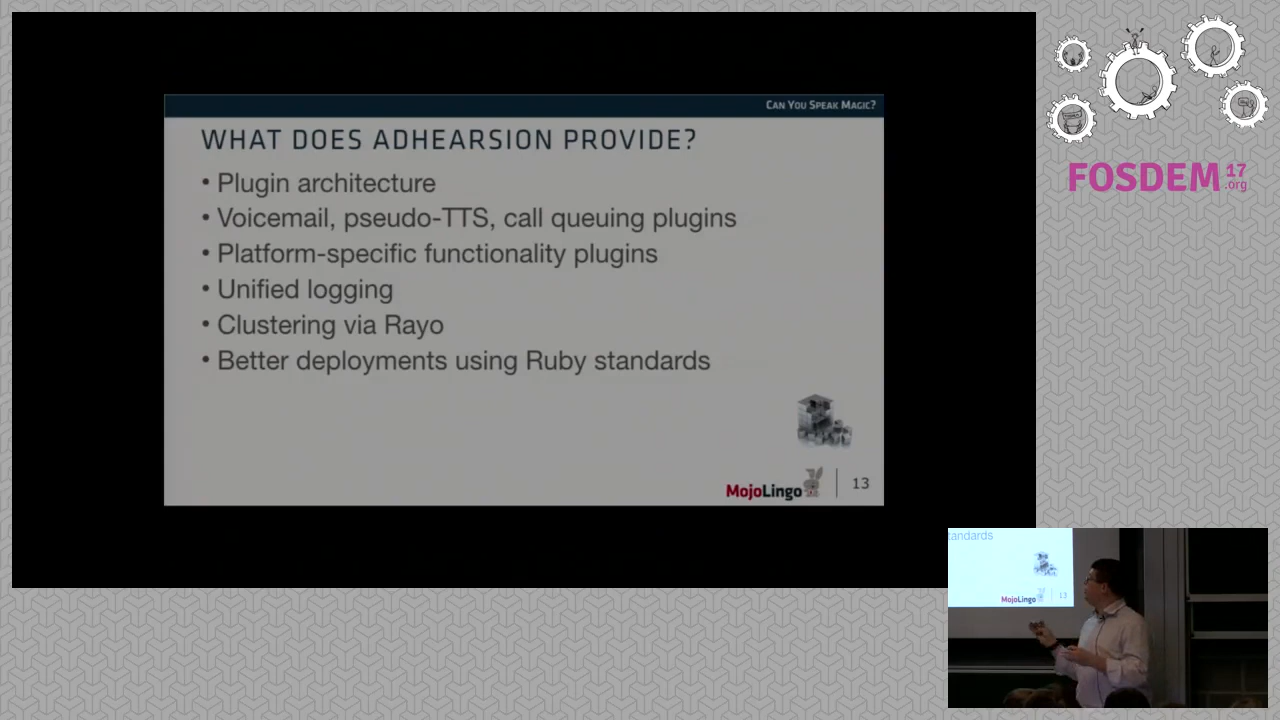 CAN YOU SPEAK MAGIC?
WHAT DOES ADHEARSION PROVIDE?
• Plugin architecture
• Voicemail, pseudo-TTS, call queuing plugins
• Platform-specific functionality plugins
• Unified logging
• Clustering via Rayo
• Better deployments using Ruby standards
MojoLingo
13
FOSDEM 17
.org
tandards
MojoLingo
13